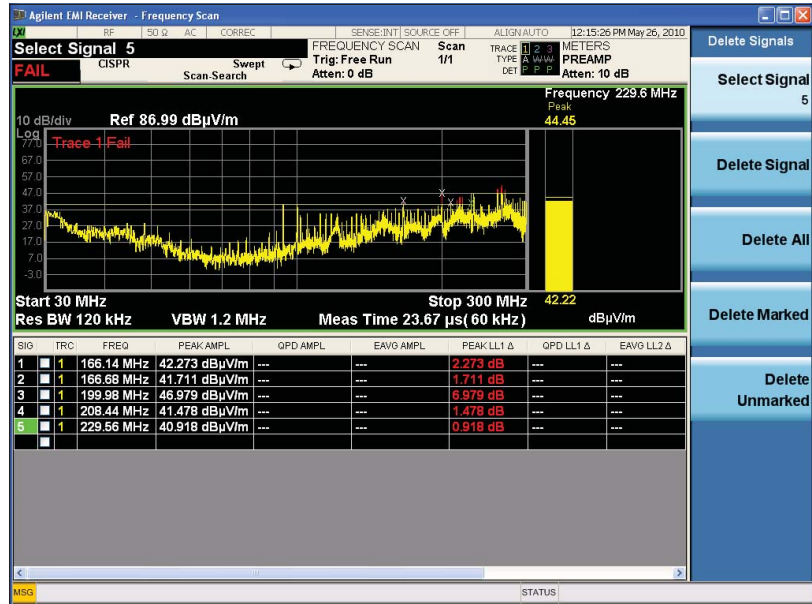 Agilent EMI Receiver - Frequency Scan
LXI RF 50 Ω AC CORREC SENSE:INT SOURCE OFF ALIGN AUTO 12:15:26 PM May 26, 2010
Select Signal 5
FREQUENCY SCAN Scan
TRACE 1 2 3 METERS
FAIL
CISPR
Swept
Scan-Search
Trig: Free Run 1/1
Atten: 0 dB
TYPE A W W PREAMP
DET P P P Atten: 10 dB
Frequency 229.6 MHz
Peak
10 dB/div Ref 86.99 dBµV/m 44.45
Log
Trace 1 Fail
77.0
67.0
57.0
47.0
37.0
27.0
17.0
7.0
-3.0
Start 30 MHz Stop 300 MHz 42.22
Res BW 120 kHz VBW 1.2 MHz Meas Time 23.67 µs( 60 kHz ) dBµV/m
SIG TRC FREQ PEAK AMPL QPD AMPL EAVG AMPL PEAK LL1 Δ QPD LL1 Δ EAVG LL2 Δ
1 1 166.14 MHz 42.273 dBµV/m --- --- 2.273 dB --- ---
2 1 166.68 MHz 41.711 dBµV/m --- --- 1.711 dB --- ---
3 1 199.98 MHz 46.979 dBµV/m --- --- 6.979 dB --- ---
4 1 208.44 MHz 41.478 dBµV/m --- --- 1.478 dB --- ---
5 1 229.56 MHz 40.918 dBµV/m --- --- 0.918 dB --- ---
MSG STATUS
Delete Signals
Select Signal
5
Delete Signal
Delete All
Delete Marked
Delete
Unmarked